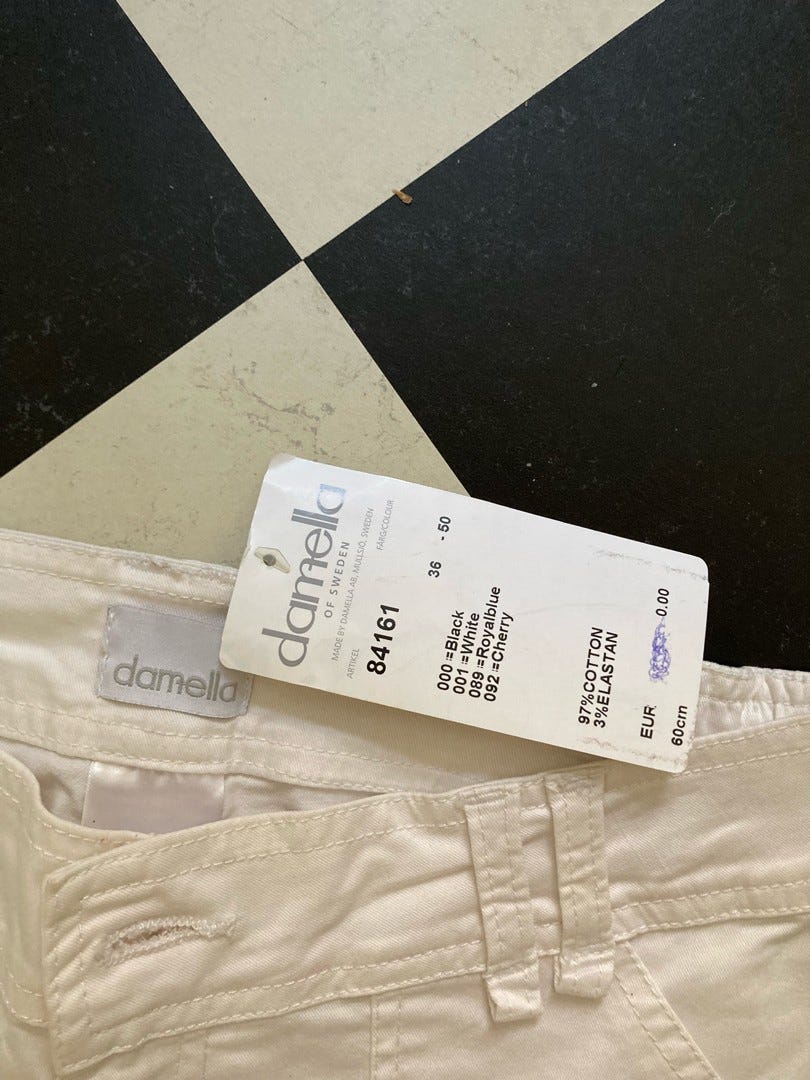 damella
OF SWEDEN
MADE BY DAMELLA AB, MULLSJÖ, SWEDEN
ARTIKEL FÄRG/COLOUR
84161
36 - 50
000 :=Black
001 :=White
089 :=Royalblue
092 :=Cherry
97%COTTON
3%ELASTAN
EUR 0.00
60cm
damella